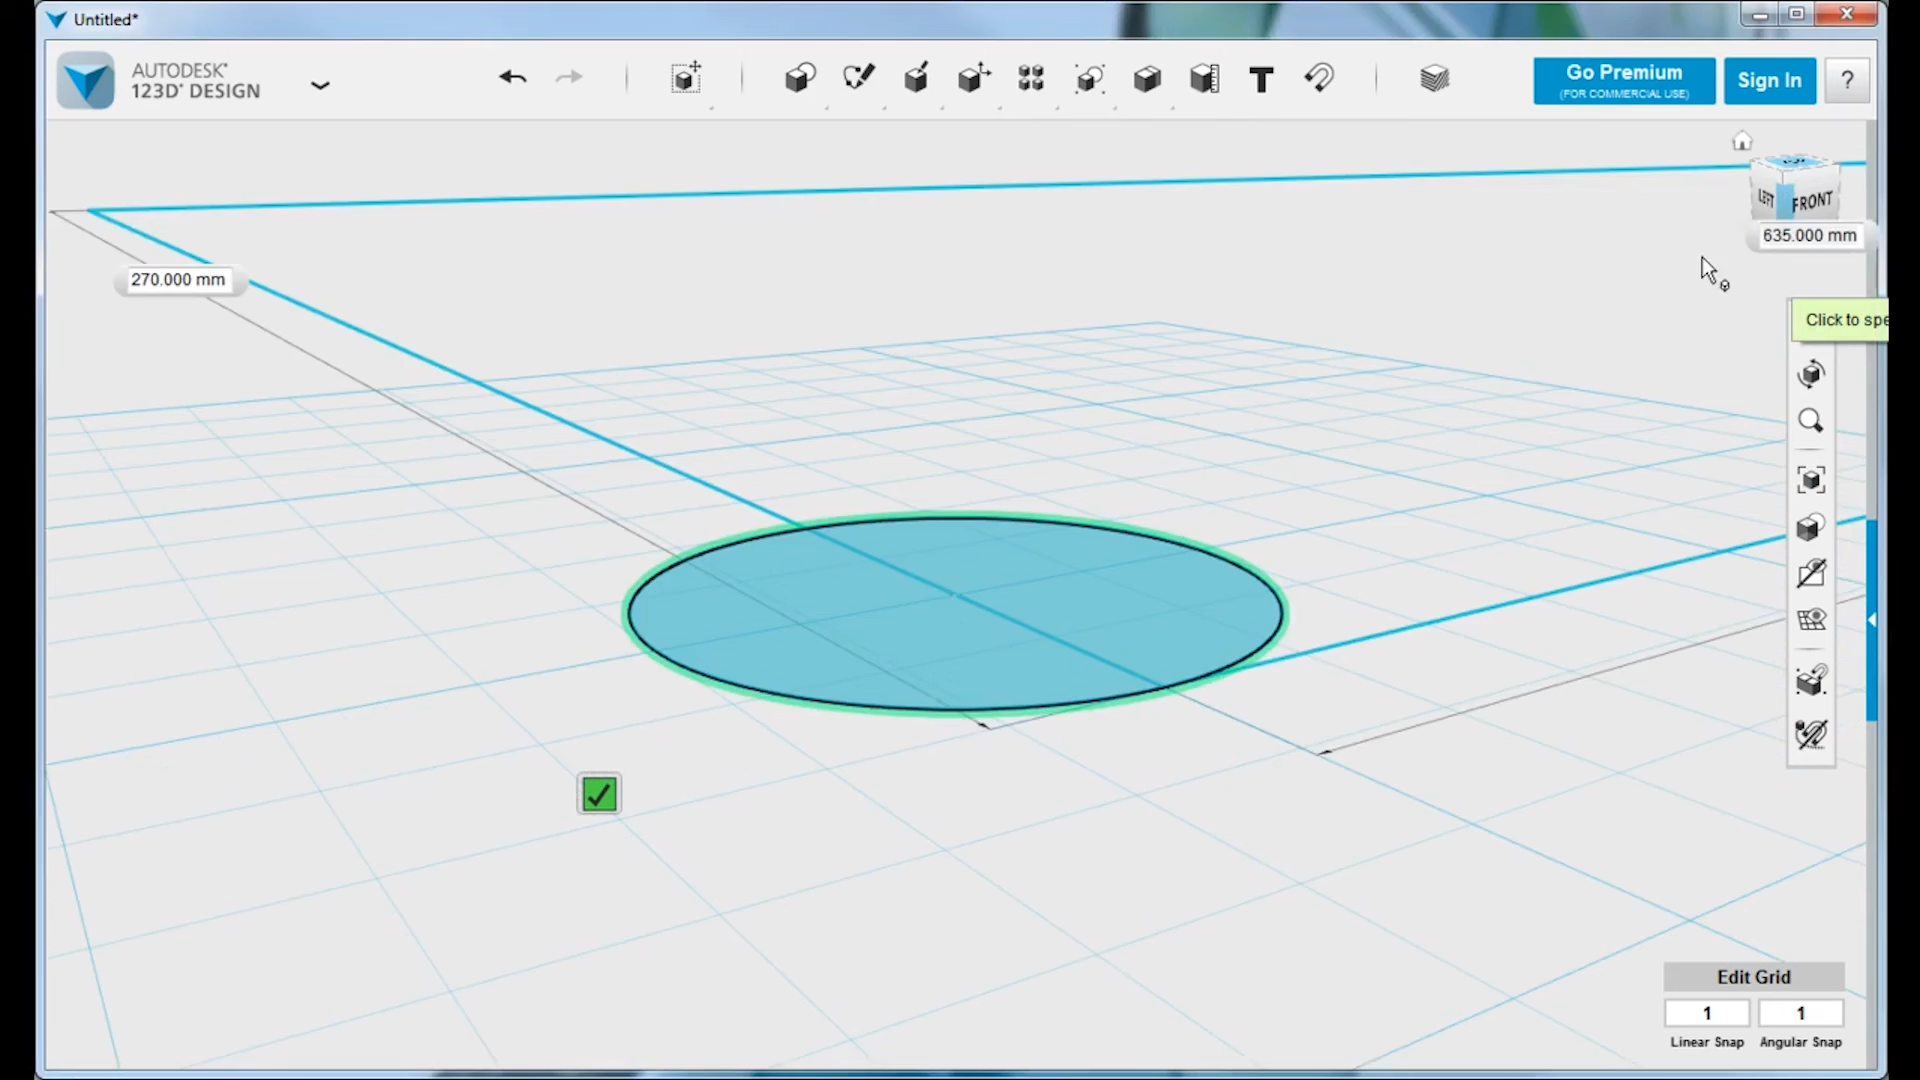 Untitled*
AUTODESK®
123D® DESIGN
Go Premium
(FOR COMMERCIAL USE)
Sign In
?
T
LEFT
FRONT
635.000 mm
270.000 mm
Click to spe
Edit Grid
1
1
Linear Snap
Angular Snap